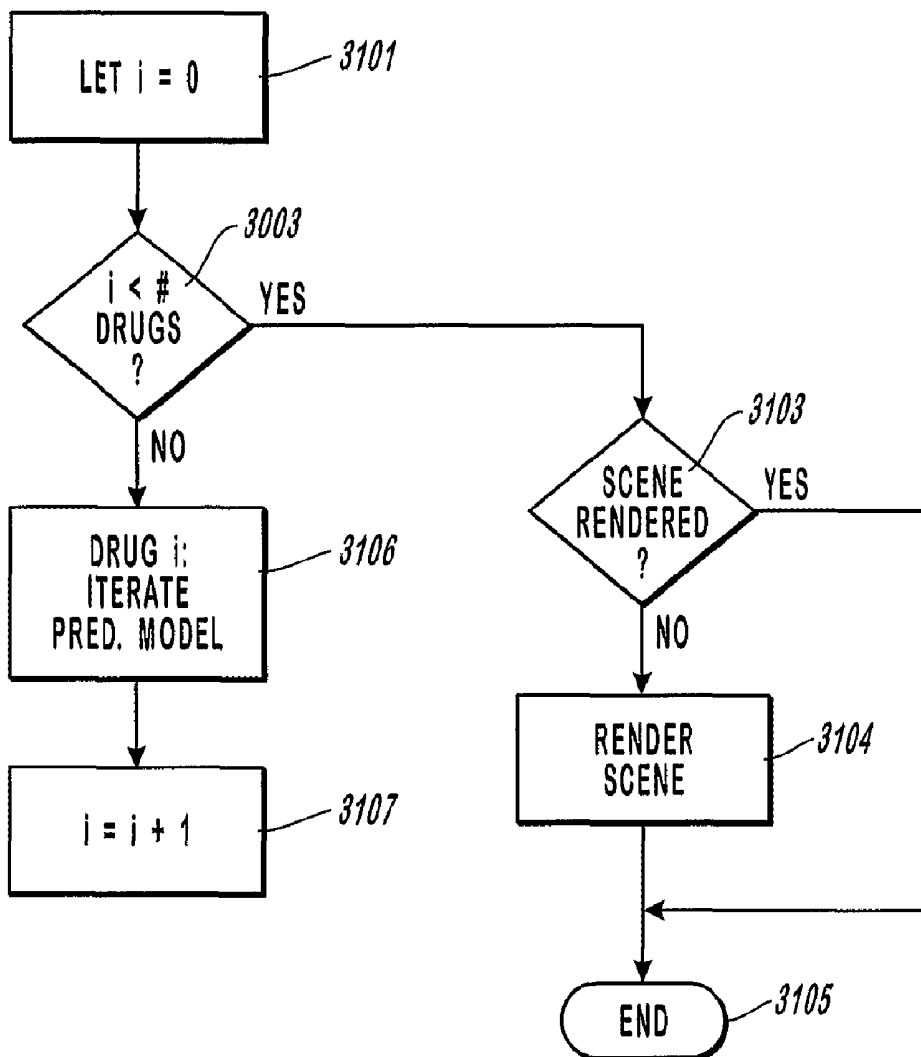 LET i = 0
3101
3003
i < #
DRUGS
?
YES
NO
3103
SCENE
RENDERED
?
YES
NO
DRUG i:
ITERATE
PRED. MODEL
3106
RENDER
SCENE
3104
i = i + 1
3107
END
3105